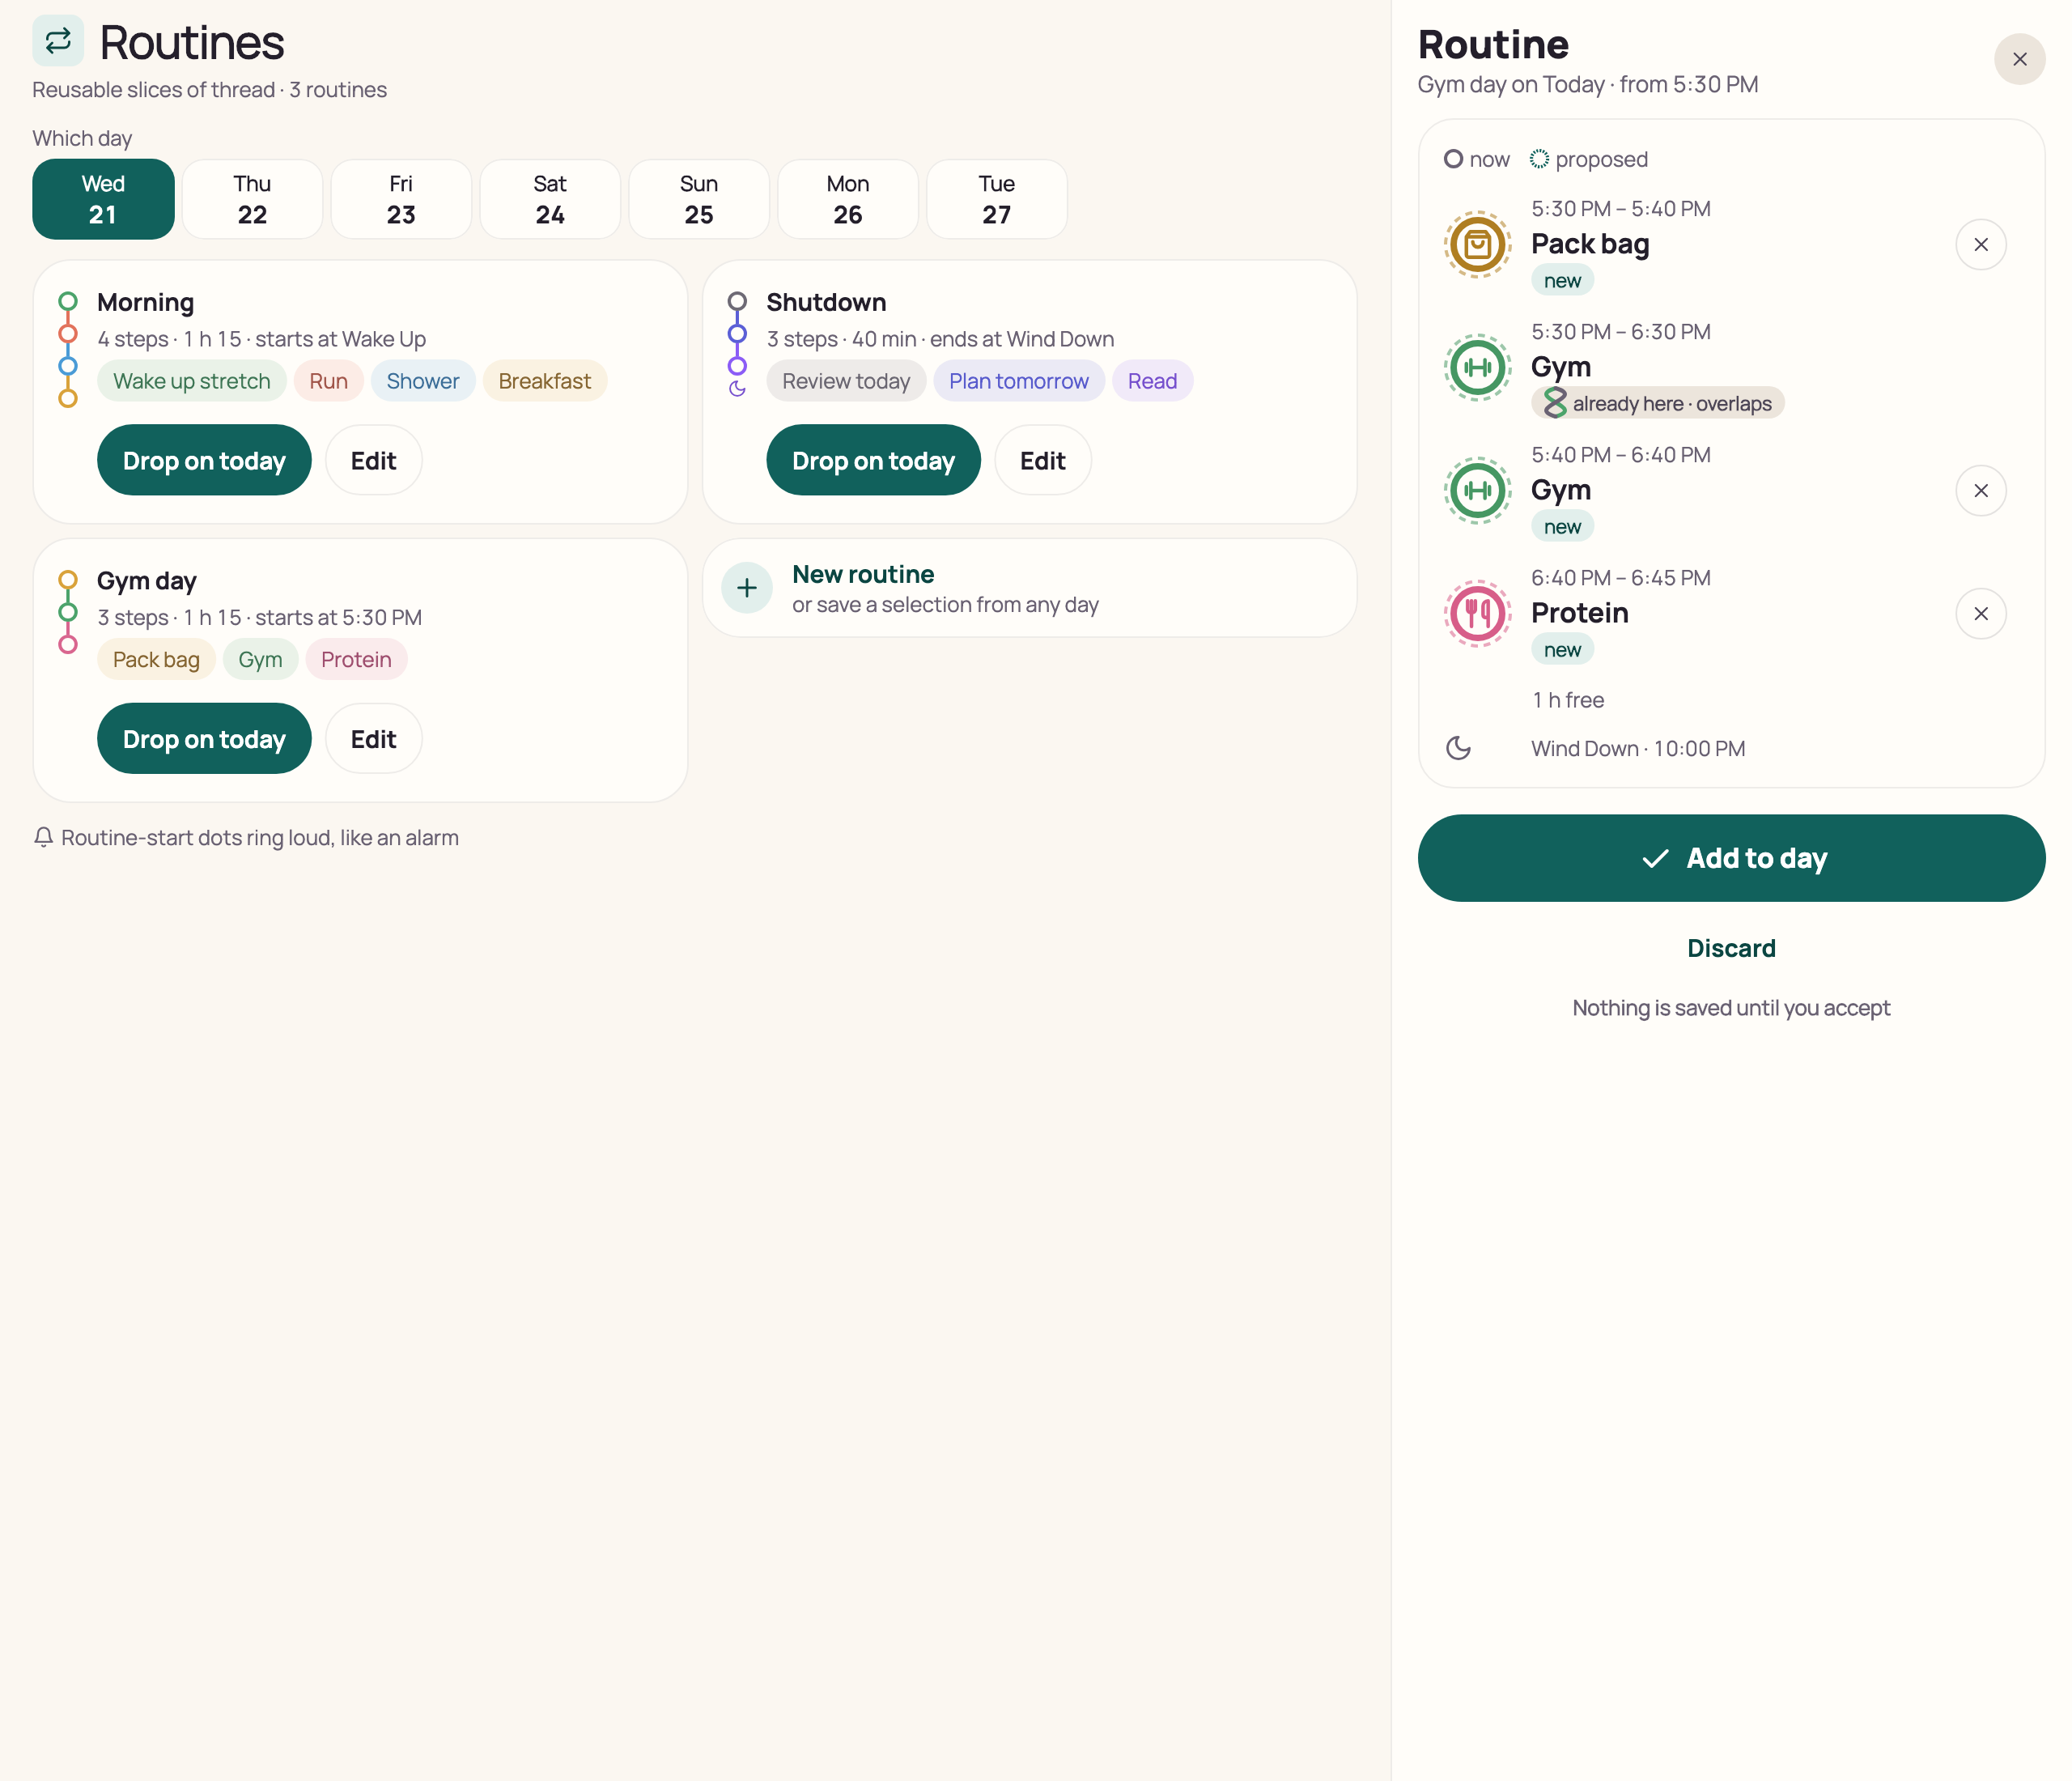 Routines
Reusable slices of thread · 3 routines
Which day
Wed
21
Thu
22
Fri
23
Sat
24
Sun
25
Mon
26
Tue
27
Morning
4 steps · 1 h 15 · starts at Wake Up
Wake up stretch
Run
Shower
Breakfast
Drop on today
Edit
Shutdown
3 steps · 40 min · ends at Wind Down
Review today
Plan tomorrow
Read
Drop on today
Edit
Gym day
3 steps · 1 h 15 · starts at 5:30 PM
Pack bag
Gym
Protein
Drop on today
Edit
New routine
or save a selection from any day
Routine-start dots ring loud, like an alarm
Routine
Gym day on Today · from 5:30 PM
now
proposed
5:30 PM – 5:40 PM
Pack bag
new
5:30 PM – 6:30 PM
Gym
already here · overlaps
5:40 PM – 6:40 PM
Gym
new
6:40 PM – 6:45 PM
Protein
new
1 h free
Wind Down · 10:00 PM
Add to day
Discard
Nothing is saved until you accept